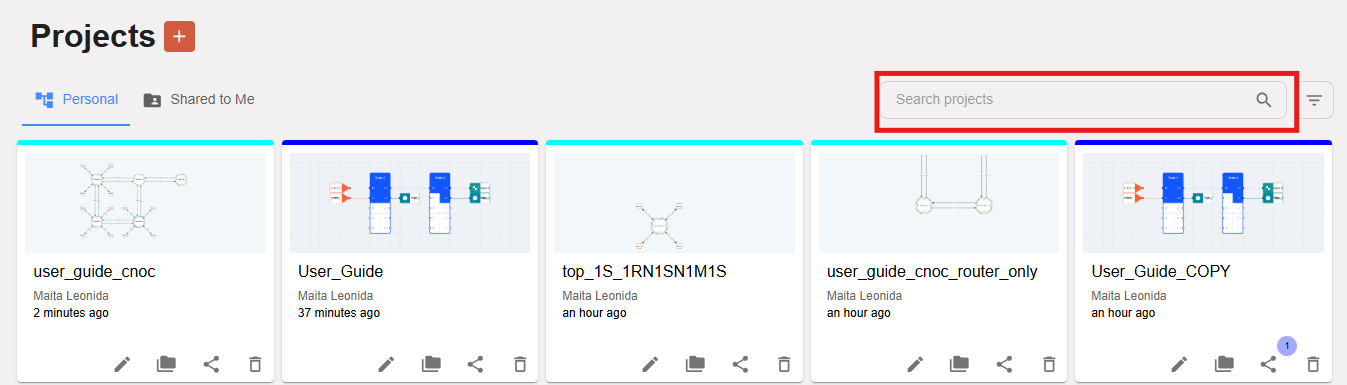 Projects
Personal
Shared to Me
Search projects
user_guide_cnoc
Maita Leonida
2 minutes ago
User_Guide
Maita Leonida
37 minutes ago
top_1S_1RN1SN1M1S
Maita Leonida
an hour ago
user_guide_cnoc_router_only
Maita Leonida
an hour ago
User_Guide_COPY
Maita Leonida
an hour ago
1